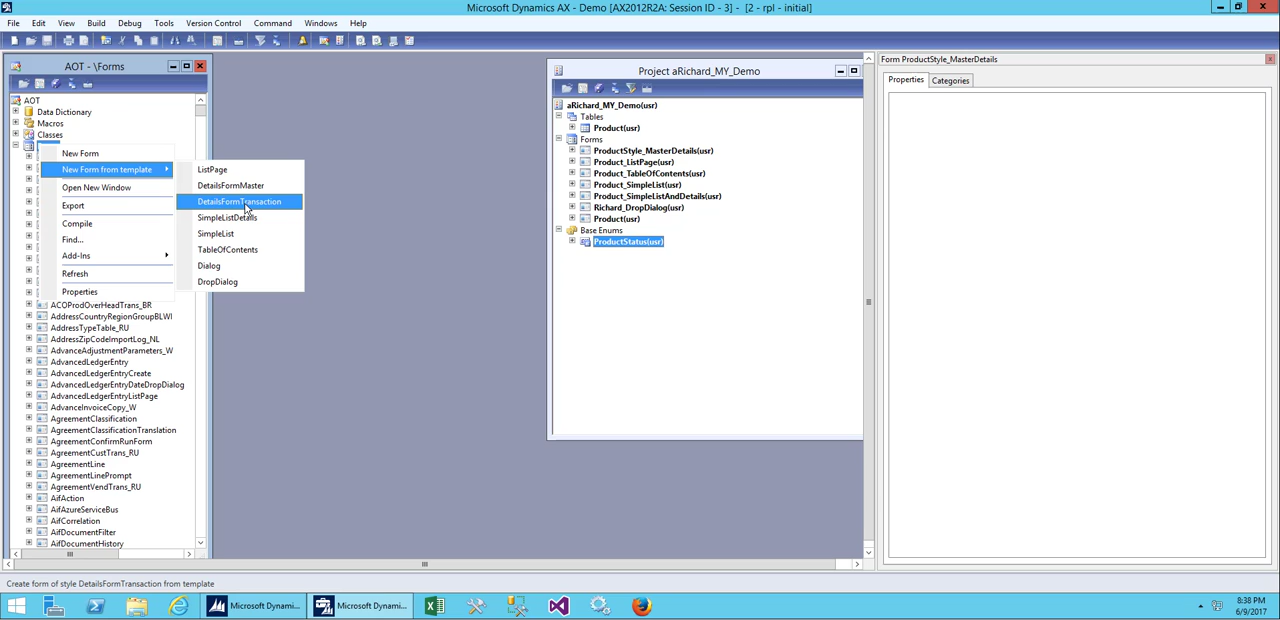 Microsoft Dynamics AX - Demo [AX2012R2A: Session ID - 3] - [2 - rpl - initial]
File Edit View Build Debug Tools Version Control Command Windows Help
AOT - \Forms
AOT
Data Dictionary
Macros
Classes
New Form
New Form from template
Open New Window
Export
Compile
Find...
Add-Ins
Refresh
Properties
ListPage
DetailsFormMaster
DetailsFormTransaction
SimpleListDetails
SimpleList
TableOfContents
Dialog
DropDialog
ACOProdOverHeadTrans_BR
AddressCountryRegionGroupBLWI
AddressTypeTable_RU
AddressZipCodeImportLog_NL
AdvanceAdjustmentParameters_W
AdvancedLedgerEntry
AdvancedLedgerEntryCreate
AdvancedLedgerEntryDateDropDialog
AdvancedLedgerEntryListPage
AdvanceInvoiceCopy_W
AgreementClassification
AgreementClassificationTranslation
AgreementConfirmRunForm
AgreementCustTrans_RU
AgreementLine
AgreementLinePrompt
AgreementVendTrans_RU
AifAction
AifAzureServiceBus
AifCorrelation
AifDocumentFilter
AifDocumentHistory
Project aRichard_MY_Demo
aRichard_MY_Demo(usr)
Tables
Product(usr)
Forms
ProductStyle_MasterDetails(usr)
Product_ListPage(usr)
Product_TableOfContents(usr)
Product_SimpleList(usr)
Product_SimpleListAndDetails(usr)
Richard_DropDialog(usr)
Product(usr)
Base Enums
ProductStatus(usr)
Form ProductStyle_MasterDetails
Properties Categories
Create form of style DetailsFormTransaction from template
Microsoft Dynami... Microsoft Dynami...
8:38 PM
6/9/2017